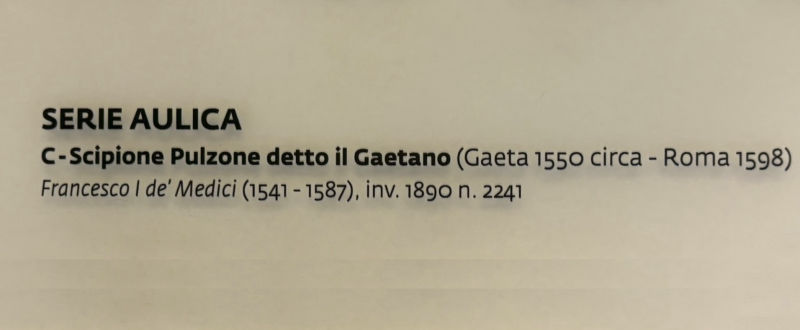 SERIE AULICA
C-Scipione Pulzone detto il Gaetano (Gaeta 1550 circa - Roma 1598)
Francesco I de' Medici (1541 - 1587), inv. 1890 n. 2241